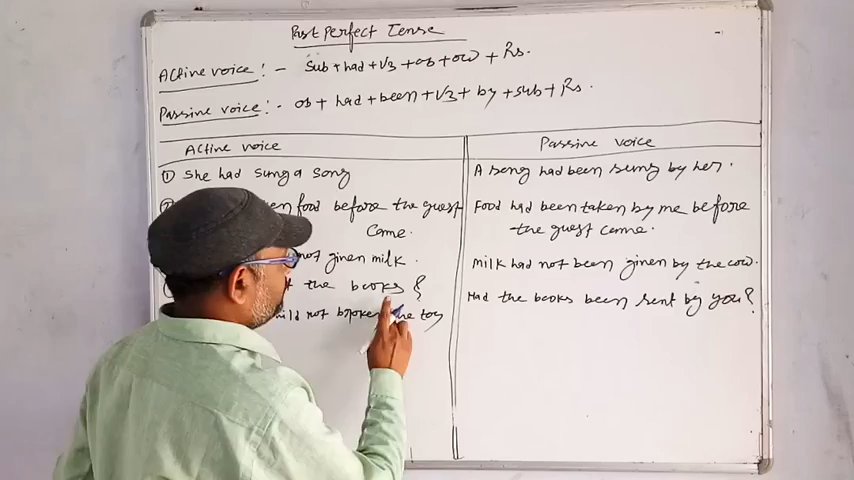 Past Perfect Tense
Active voice :- Sub + had + V3 + ob + ow + Rs.
Passive voice :- ob + had + been + V3 + by + sub + Rs.
Active voice
Passive voice
① She had sung a song
A song had been sung by her.
food before the guest
come.
Food had been taken by me before
the guest came.
not given milk.
Milk had not been given by the cow.
the books ?
Had the books been sent by you?
not broken the toy